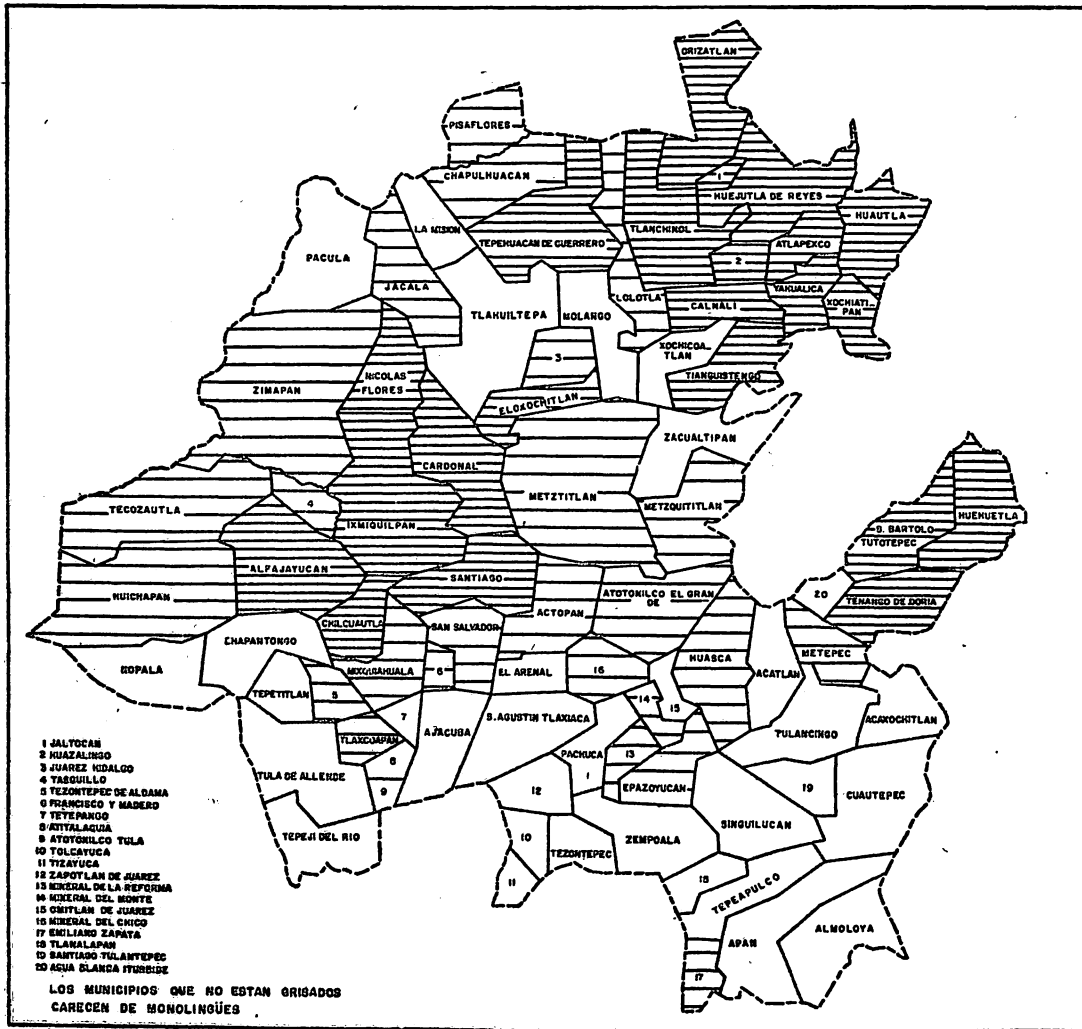 ORIZATLAN
PISAFLORES
CHAPULHUACAN
1
HUEJUTLA DE REYES
HUAUTLA
LA MISION
TLANCHINOL
TEPEHUACAN DE GUERRERO
ATLAPEXCO
PACULA
2
JACALA
YAHUALICA
LOLOTLA
CALNALI
XOCHIATI-
PAN
TLAHUILTEPA
MOLANGO
XOCHICOA-
TLAN
3
NICOLAS
FLORES
TIANGUISTENGO
ZIMAPAN
ELOXOCHITLAN
ZACUALTIPAN
CARDONAL
METZTITLAN
METZQUITITLAN
TECOZAUTLA
4
IXMIQUILPAN
HUEHUETLA
S. BARTOLO
TUTOTEPEC
ALFAJAYUCAN
SANTIAGO
HUICHAPAN
ACTOPAN
ATOTONILCO EL GRAN
DE
20
TENANGO DE DORIA
CHILCUAUTLA
SAN SALVADOR
CHAPANTONGO
HUASCA
METEPEC
NOPALA
MIXQUIAHUALA
6
EL ARENAL
16
ACATLAN
TEPETITLAN
5
14
15
7
S. AGUSTIN TLAXIACA
ACAXOCHITLAN
AJACUBA
TULANCINGO
TLAXCOAPAN
PACHUCA
13
8
TULA DE ALLENDE
1
EPAZOYUCAN
9
12
19
CUAUTEPEC
SINGUILUCAN
TEPEJI DEL RIO
10
TEZONTEPEC
ZEMPOALA
11
18
TEPEAPULCO
ALMOLOYA
APAN
17
1 JALTOCAN
2 HUAZALINGO
3 JUAREZ HIDALGO
4 TASQUILLO
5 TEZONTEPEC DE ALDAMA
6 FRANCISCO Y MADERO
7 TETEPANGO
8 ATITALAQUIA
9 ATOTONILCO TULA
10 TOLCAYUCA
11 TIZAYUCA
12 ZAPOTLAN DE JUAREZ
13 MINERAL DE LA REFORMA
14 MINERAL DEL MONTE
15 OMITLAN DE JUAREZ
16 MINERAL DEL CHICO
17 EMILIANO ZAPATA
18 TLANALAPAN
19 SANTIAGO TULANTEPEC
20 AGUA BLANCA ITURBIDE
LOS MUNICIPIOS QUE NO ESTAN GRISADOS
CARECEN DE MONOLINGÜES